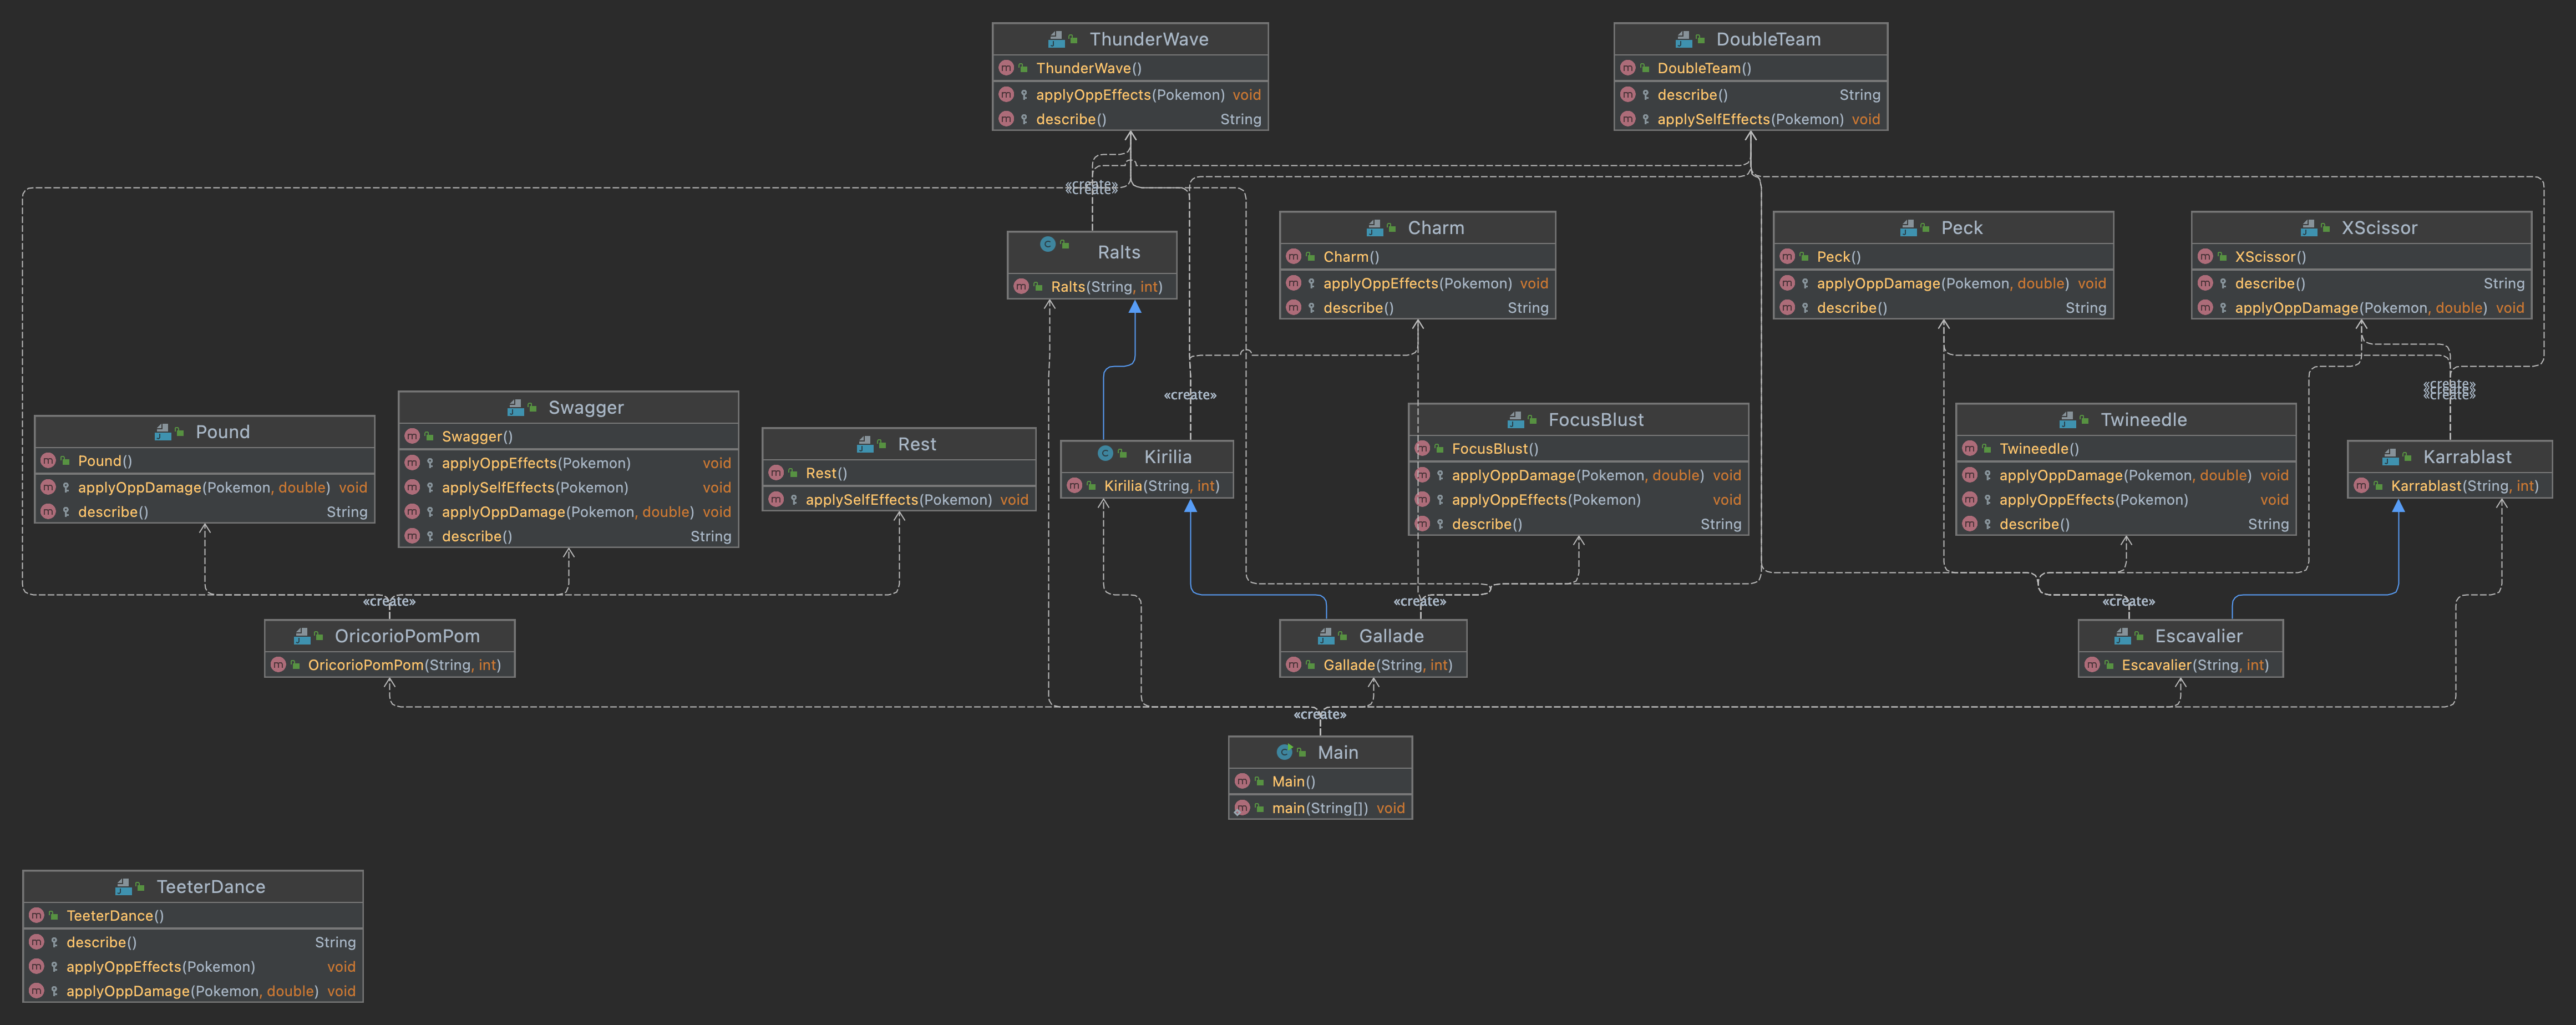 ThunderWave
ThunderWave()
applyOppEffects(Pokemon) void
describe() String
DoubleTeam
DoubleTeam()
describe() String
applySelfEffects(Pokemon) void
«create»
«create»
Ralts
Ralts(String, int)
Charm
Charm()
applyOppEffects(Pokemon) void
describe() String
Peck
Peck()
applyOppDamage(Pokemon, double) void
describe() String
XScissor
XScissor()
describe() String
applyOppDamage(Pokemon, double) void
«create»
«create»
«create»
«create»
Pound
Pound()
applyOppDamage(Pokemon, double) void
describe() String
Swagger
Swagger()
applyOppEffects(Pokemon) void
applySelfEffects(Pokemon) void
applyOppDamage(Pokemon, double) void
describe() String
Rest
Rest()
applySelfEffects(Pokemon) void
Kirilia
Kirilia(String, int)
FocusBlust
FocusBlust()
applyOppDamage(Pokemon, double) void
applyOppEffects(Pokemon) void
describe() String
Twineedle
Twineedle()
applyOppDamage(Pokemon, double) void
applyOppEffects(Pokemon) void
describe() String
Karrablast
Karrablast(String, int)
«create»
«create»
«create»
OricorioPomPom
OricorioPomPom(String, int)
Gallade
Gallade(String, int)
Escavalier
Escavalier(String, int)
«create»
Main
Main()
main(String[]) void
TeeterDance
TeeterDance()
describe() String
applyOppEffects(Pokemon) void
applyOppDamage(Pokemon, double) void